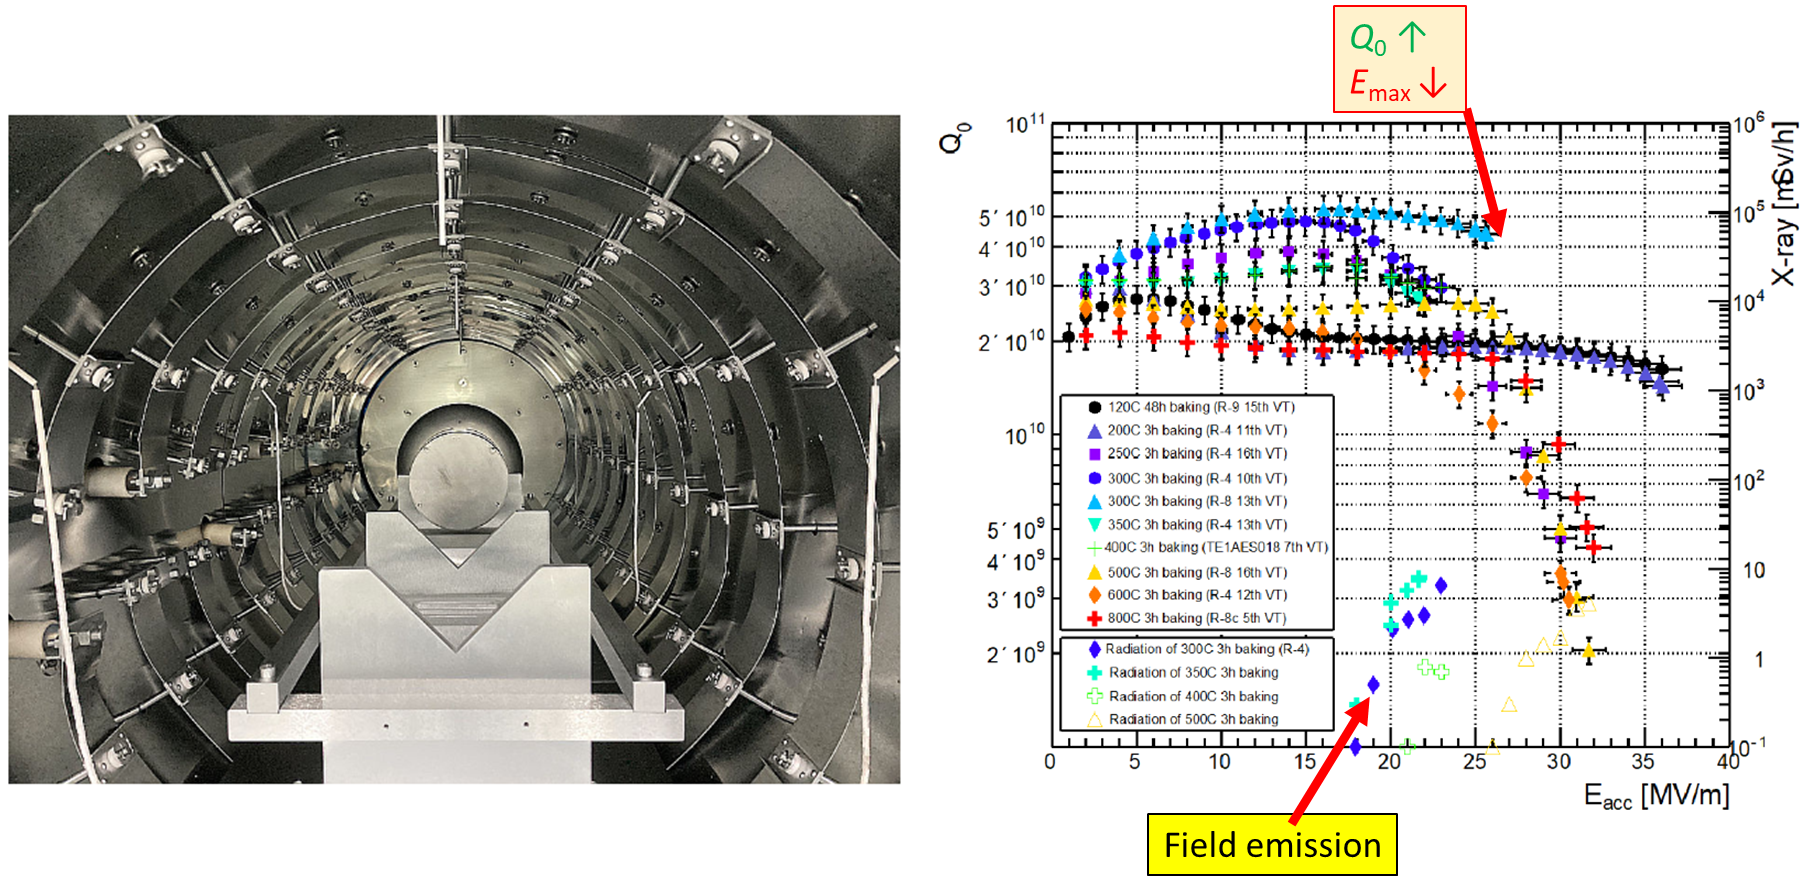 Q0 ↑
Emax ↓
Q0
10^11
5´ 10^10
4´ 10^10
3´ 10^10
2´ 10^10
10^10
5´ 10^9
4´ 10^9
3´ 10^9
2´ 10^9
120C 48h baking (R-9 15th VT)
200C 3h baking (R-4 11th VT)
250C 3h baking (R-4 16th VT)
300C 3h baking (R-4 10th VT)
300C 3h baking (R-8 13th VT)
350C 3h baking (R-4 13th VT)
400C 3h baking (TE1AES018 7th VT)
500C 3h baking (R-8 16th VT)
600C 3h baking (R-4 12th VT)
800C 3h baking (R-8c 5th VT)
Radiation of 300C 3h baking (R-4)
Radiation of 350C 3h baking
Radiation of 400C 3h baking
Radiation of 500C 3h baking
10^6
10^5
10^4
10^3
10^2
10
1
10^-1
X-ray [mSv/h]
0 5 10 15 20 25 30 35 40
Eacc [MV/m]
Field emission